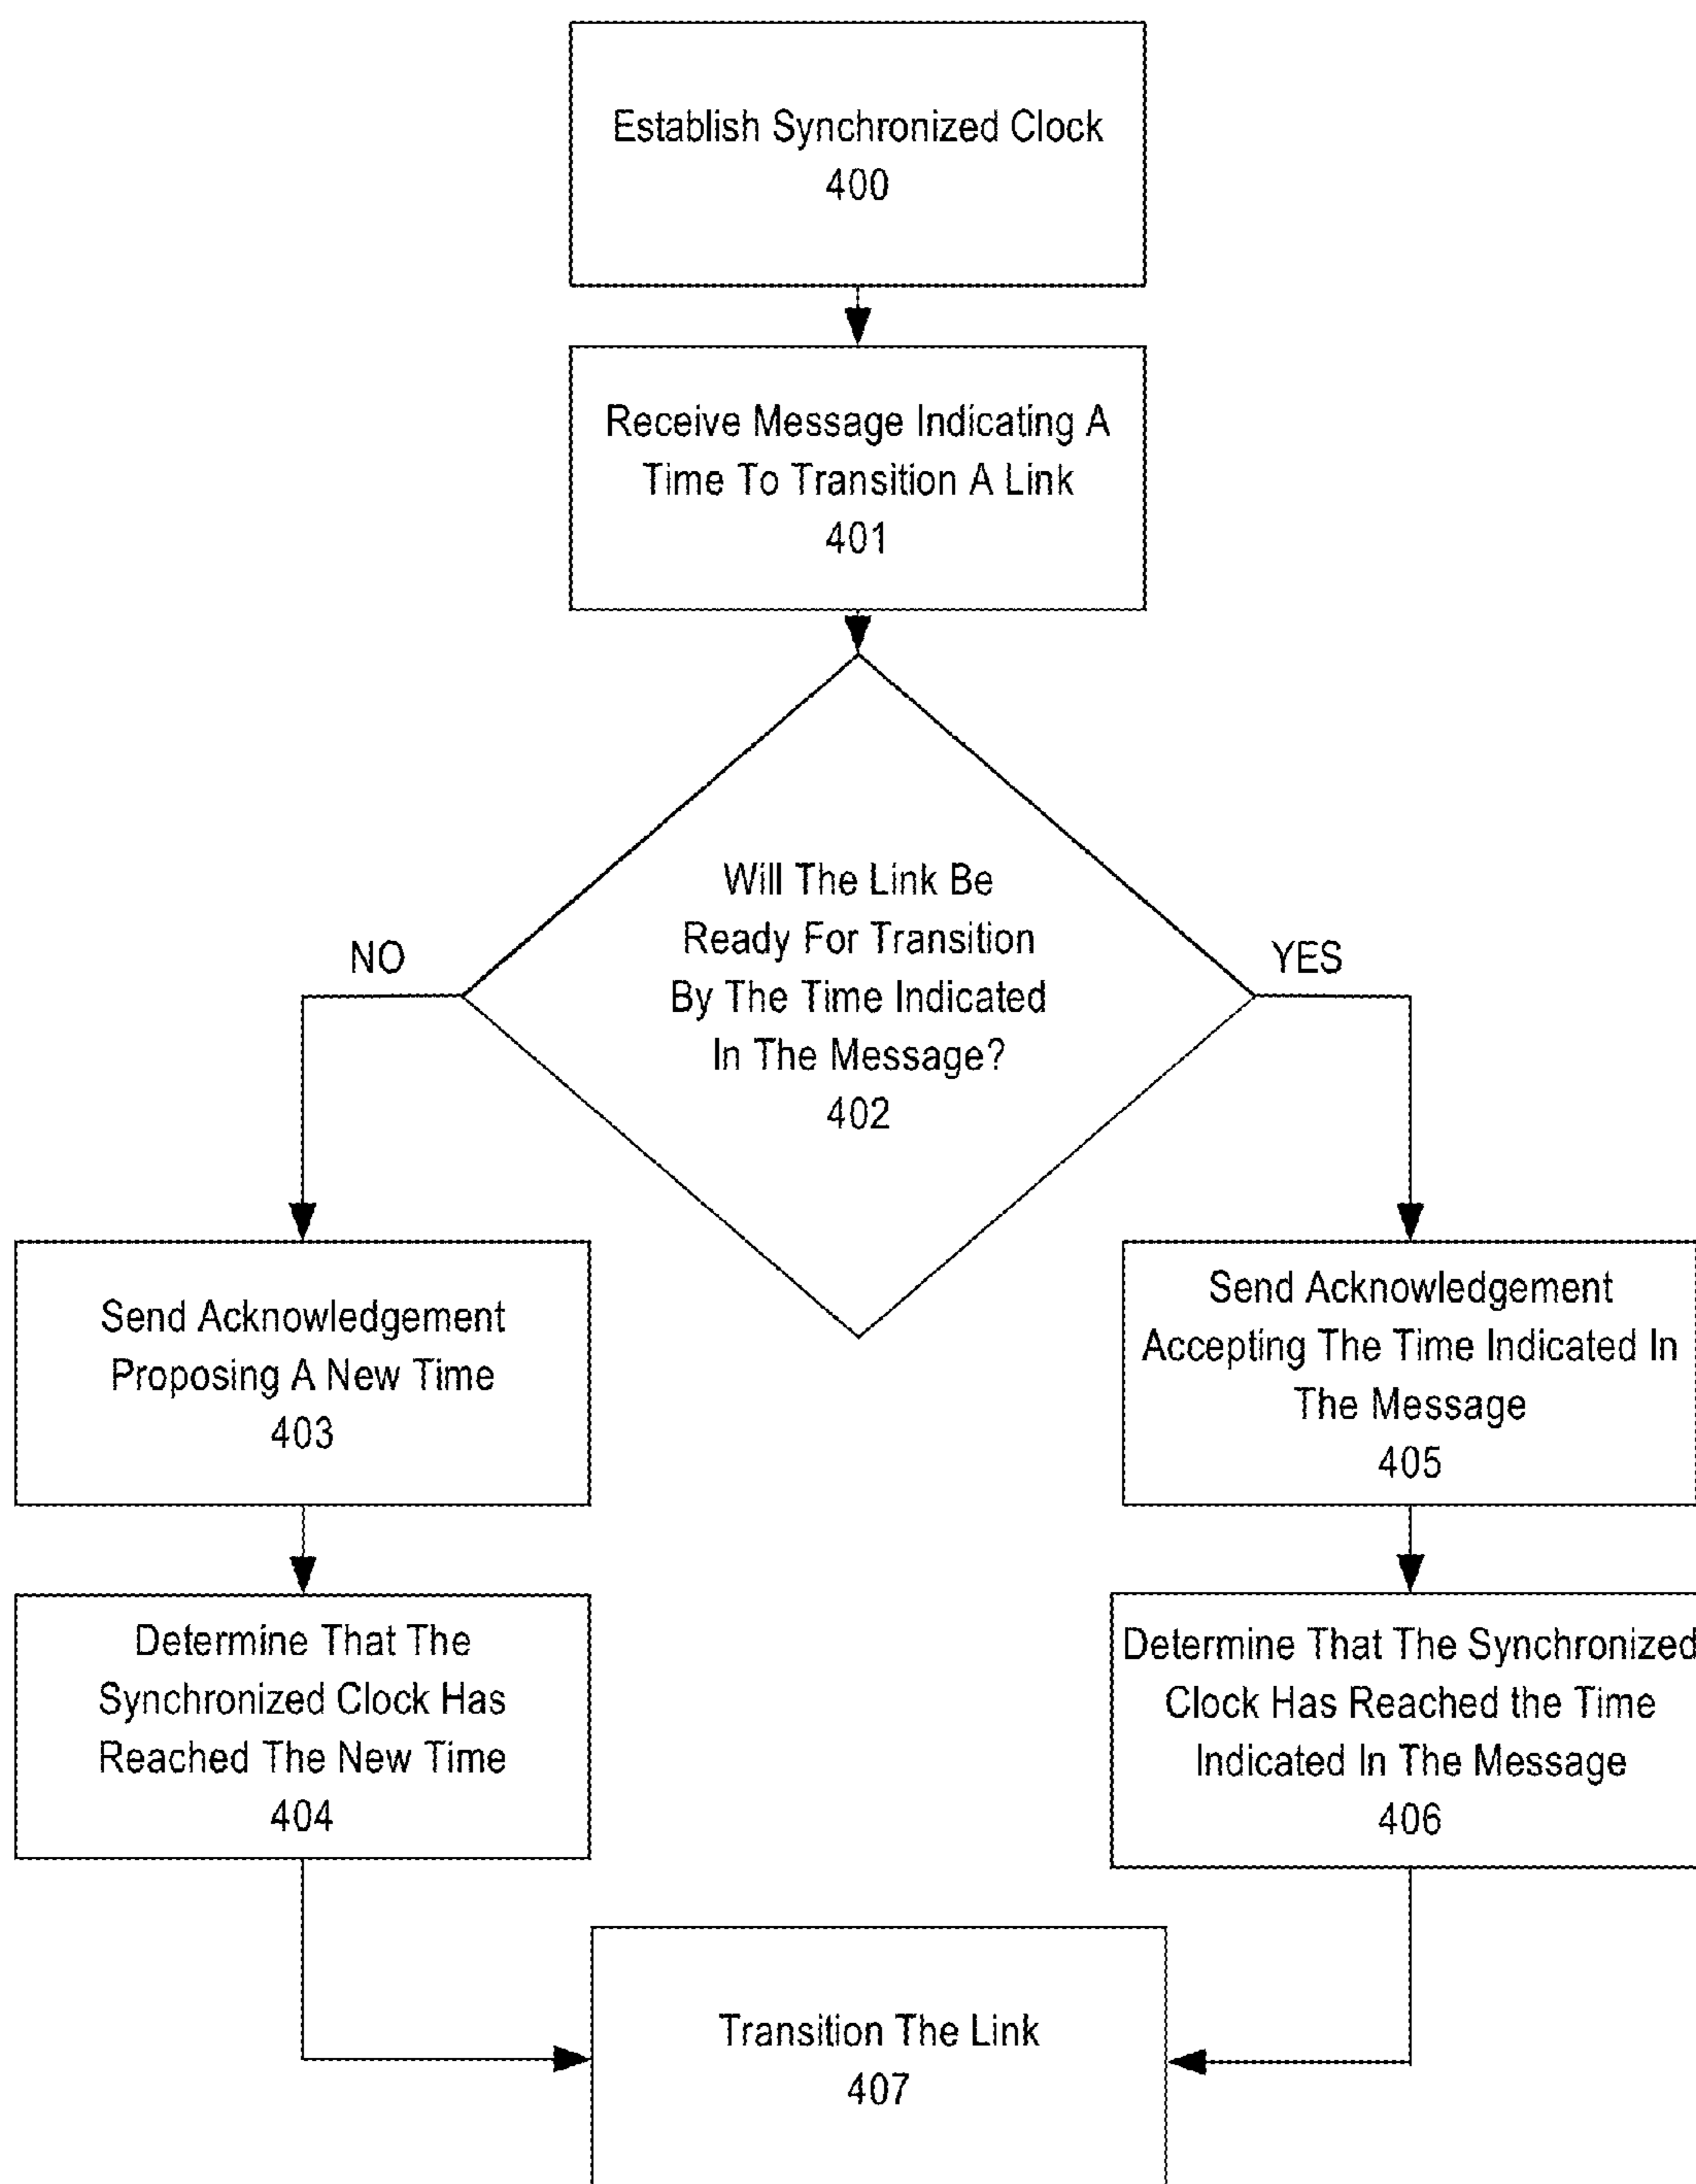 Establish Synchronized Clock
400
Receive Message Indicating A
Time To Transition A Link
401
Will The Link Be
Ready For Transition
By The Time Indicated
In The Message?
402
NO
YES
Send Acknowledgement
Proposing A New Time
403
Send Acknowledgement
Accepting The Time Indicated In
The Message
405
Determine That The
Synchronized Clock Has
Reached The New Time
404
Determine That The Synchronized
Clock Has Reached the Time
Indicated In The Message
406
Transition The Link
407